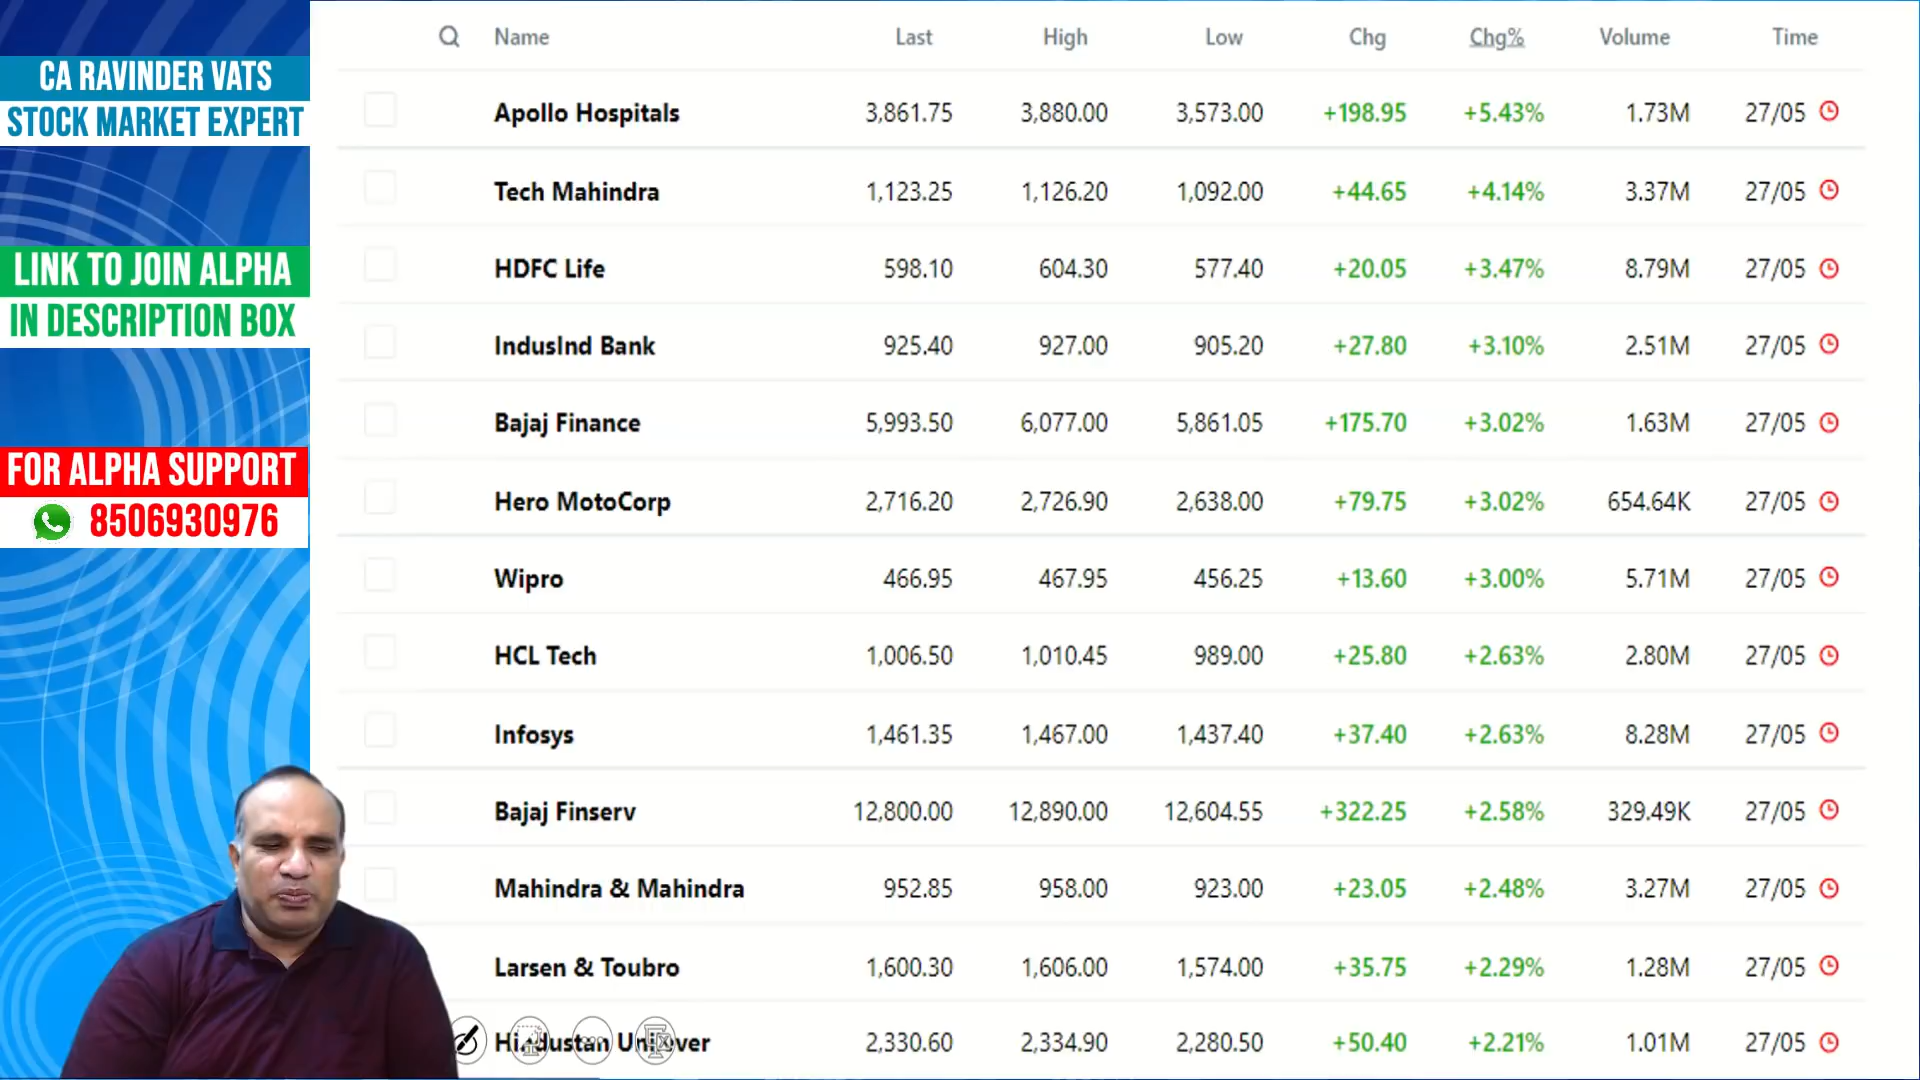 CA RAVINDER VATS
STOCK MARKET EXPERT
LINK TO JOIN ALPHA
IN DESCRIPTION BOX
FOR ALPHA SUPPORT
8506930976
Name Last High Low Chg Chg% Volume Time
Apollo Hospitals 3,861.75 3,880.00 3,573.00 +198.95 +5.43% 1.73M 27/05
Tech Mahindra 1,123.25 1,126.20 1,092.00 +44.65 +4.14% 3.37M 27/05
HDFC Life 598.10 604.30 577.40 +20.05 +3.47% 8.79M 27/05
IndusInd Bank 925.40 927.00 905.20 +27.80 +3.10% 2.51M 27/05
Bajaj Finance 5,993.50 6,077.00 5,861.05 +175.70 +3.02% 1.63M 27/05
Hero MotoCorp 2,716.20 2,726.90 2,638.00 +79.75 +3.02% 654.64K 27/05
Wipro 466.95 467.95 456.25 +13.60 +3.00% 5.71M 27/05
HCL Tech 1,006.50 1,010.45 989.00 +25.80 +2.63% 2.80M 27/05
Infosys 1,461.35 1,467.00 1,437.40 +37.40 +2.63% 8.28M 27/05
Bajaj Finserv 12,800.00 12,890.00 12,604.55 +322.25 +2.58% 329.49K 27/05
Mahindra & Mahindra 952.85 958.00 923.00 +23.05 +2.48% 3.27M 27/05
Larsen & Toubro 1,600.30 1,606.00 1,574.00 +35.75 +2.29% 1.28M 27/05
Hindustan Unilever 2,330.60 2,334.90 2,280.50 +50.40 +2.21% 1.01M 27/05